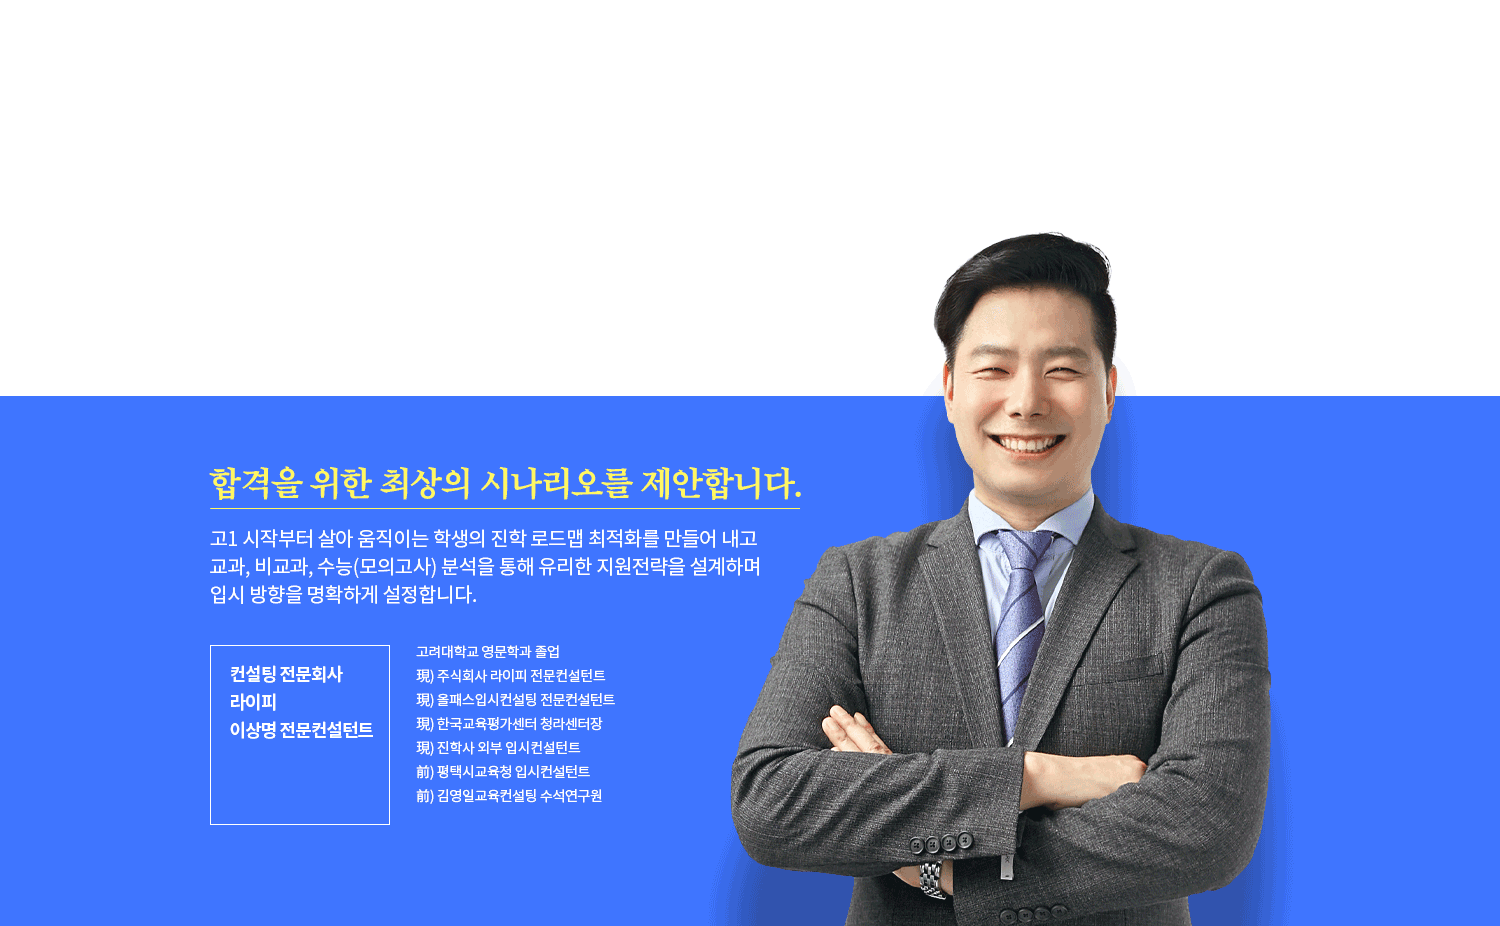 합격을 위한 최상의 시나리오를 제안합니다.
고1 시작부터 살아 움직이는 학생의 진학 로드맵 최적화를 만들어 내고
교과, 비교과, 수능(모의고사) 분석을 통해 유리한 지원전략을 설계하며
입시 방향을 명확하게 설정합니다.
컨설팅 전문회사
라이피
이상명 전문컨설턴트
고려대학교 영문학과 졸업
現) 주식회사 라이피 전문컨설턴트
現) 올패스입시컨설팅 전문컨설턴트
現) 한국교육평가센터 청라센터장
現) 진학사 외부 입시컨설턴트
前) 평택시교육청 입시컨설턴트
前) 김영일교육컨설팅 수석연구원